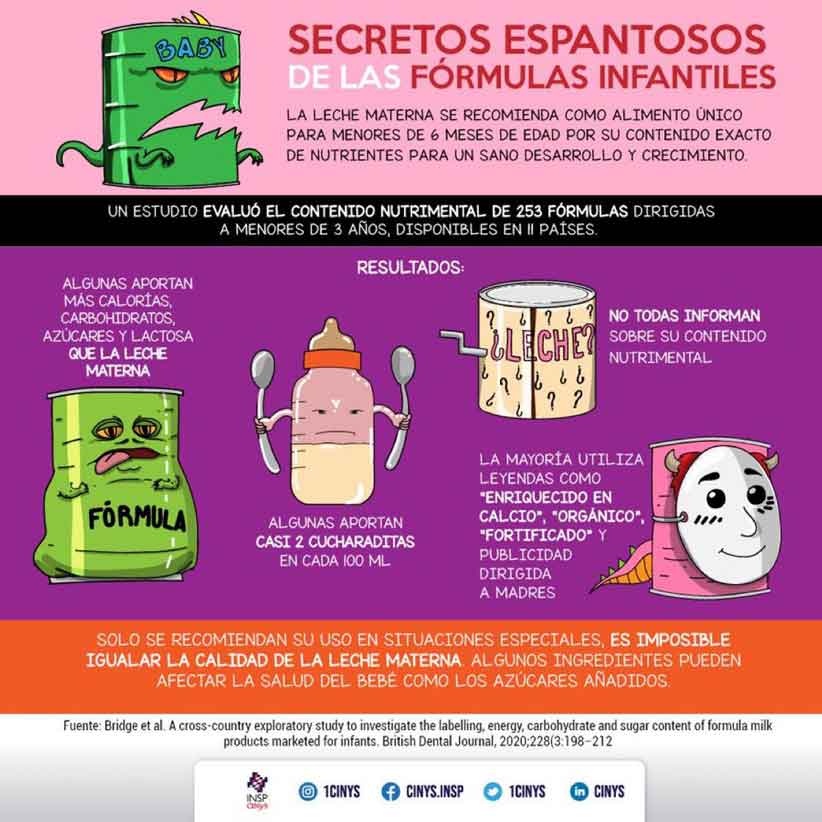 BABY
SECRETOS ESPANTOSOS
DE LAS FÓRMULAS INFANTILES
LA LECHE MATERNA SE RECOMIENDA COMO ALIMENTO ÚNICO
PARA MENORES DE 6 MESES DE EDAD POR SU CONTENIDO EXACTO
DE NUTRIENTES PARA UN SANO DESARROLLO Y CRECIMIENTO.
UN ESTUDIO EVALUÓ EL CONTENIDO NUTRIMENTAL DE 253 FÓRMULAS DIRIGIDAS
A MENORES DE 3 AÑOS, DISPONIBLES EN 11 PAÍSES.
RESULTADOS:
ALGUNAS APORTAN
MÁS CALORÍAS,
CARBOHIDRATOS,
AZÚCARES Y LACTOSA
QUE LA LECHE
MATERNA
FÓRMULA
ALGUNAS APORTAN
CASI 2 CUCHARADITAS
EN CADA 100 ML
¿LECHE?
NO TODAS INFORMAN
SOBRE SU CONTENIDO
NUTRIMENTAL
LA MAYORÍA UTILIZA
LEYENDAS COMO
"ENRIQUECIDO EN
CALCIO", "ORGÁNICO",
"FORTIFICADO" Y
PUBLICIDAD
DIRIGIDA
A MADRES
SOLO SE RECOMIENDAN SU USO EN SITUACIONES ESPECIALES, ES IMPOSIBLE
IGUALAR LA CALIDAD DE LA LECHE MATERNA. ALGUNOS INGREDIENTES PUEDEN
AFECTAR LA SALUD DEL BEBÉ COMO LOS AZÚCARES AÑADIDOS.
Fuente: Bridge et al. A cross-country exploratory study to investigate the labelling, energy, carbohydrate and sugar content of formula milk
products marketed for infants. British Dental Journal, 2020;228(3:198–212
INSP
CINYS
1CINYS
CINYS.INSP
1CINYS
CINYS